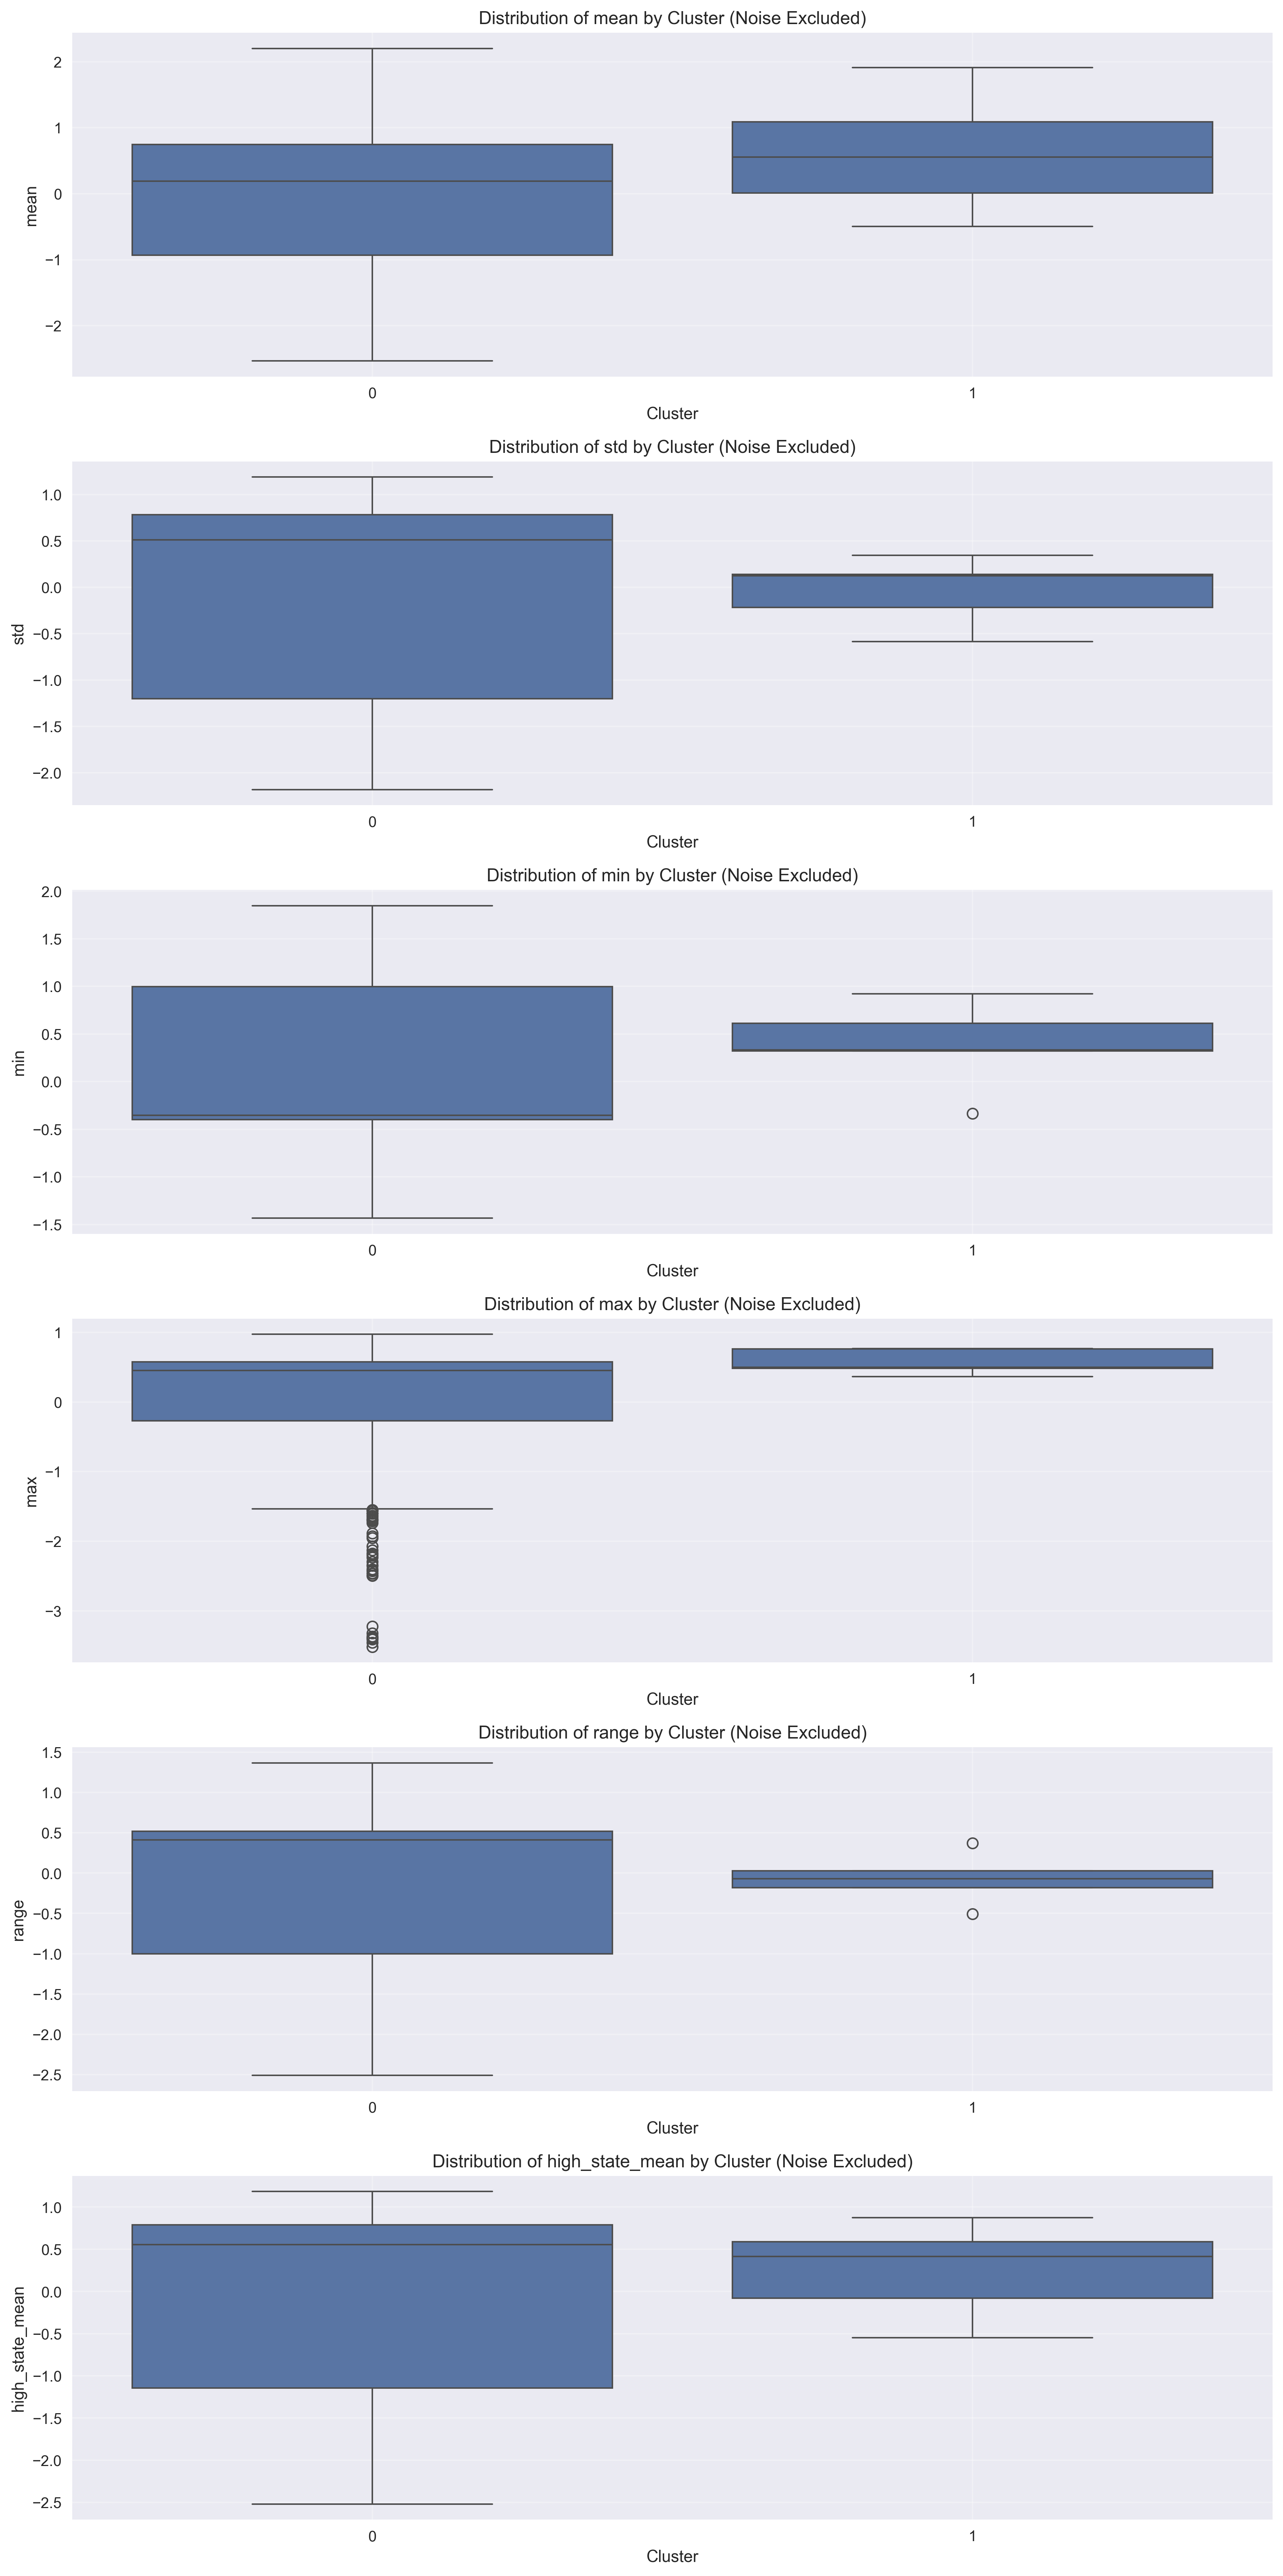 Distribution of mean by Cluster (Noise Excluded)
2
1
0
−1
−2
mean
0 1
Cluster
Distribution of std by Cluster (Noise Excluded)
1.0
0.5
0.0
−0.5
−1.0
−1.5
−2.0
std
0 1
Cluster
Distribution of min by Cluster (Noise Excluded)
2.0
1.5
1.0
0.5
0.0
−0.5
−1.0
−1.5
min
0 1
Cluster
Distribution of max by Cluster (Noise Excluded)
1
0
−1
−2
−3
max
0 1
Cluster
Distribution of range by Cluster (Noise Excluded)
1.5
1.0
0.5
0.0
−0.5
−1.0
−1.5
−2.0
−2.5
range
0 1
Cluster
Distribution of high_state_mean by Cluster (Noise Excluded)
1.0
0.5
0.0
−0.5
−1.0
−1.5
−2.0
−2.5
high_state_mean
0 1
Cluster